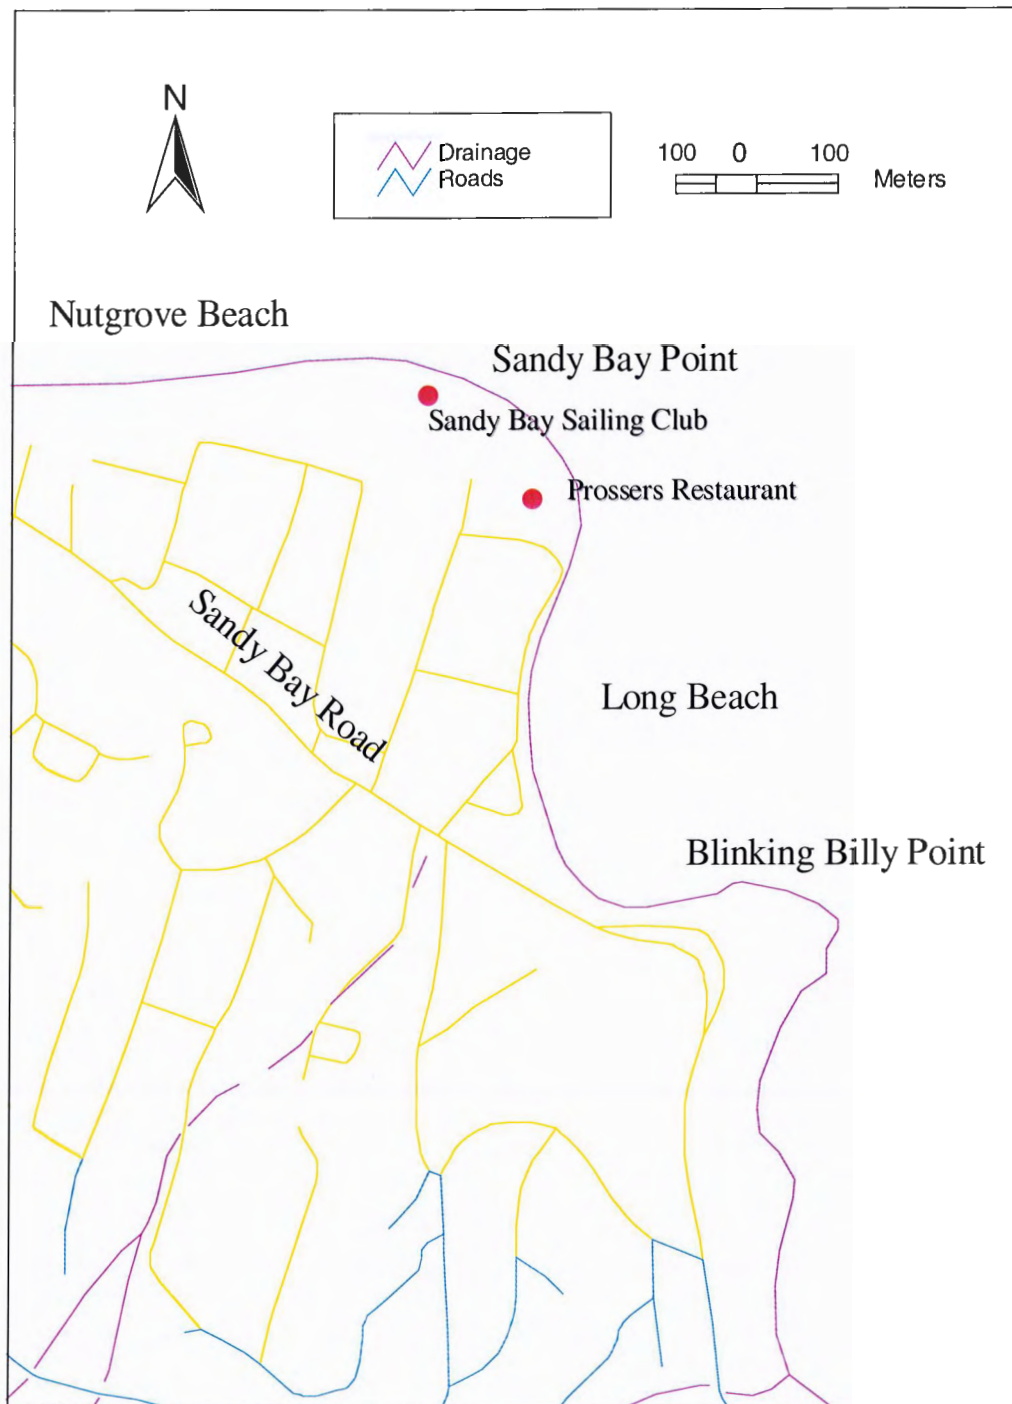 N
Drainage
Roads
100 0 100
Meters
Nutgrove Beach
Sandy Bay Point
Sandy Bay Sailing Club
Prossers Restaurant
Sandy Bay Road
Long Beach
Blinking Billy Point